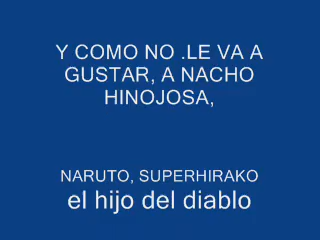 Y COMO NO .LE VA A
GUSTAR, A NACHO
HINOJOSA,
NARUTO, SUPERHIRAKO
el hijo del diablo